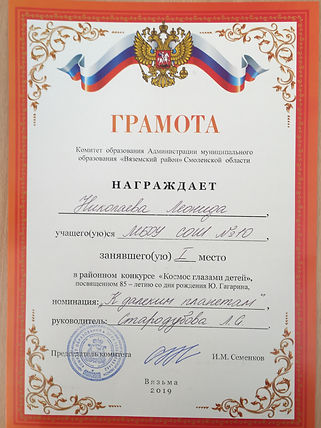 ГРАМОТА
Комитет образования Администрации муниципального
образования «Вяземский район» Смоленской области
НАГРАЖДАЕТ
Николаева Леонида,
учащего(ую)ся МБОУ СОШ №10
занявшего(ую) I место
в районном конкурсе «Космос глазами детей»,
посвященном 85 – летию со дня рождения Ю. Гагарина,
номинация: "К далеким планетам"
руководитель: Стародубова Л.С.
Председатель комитета И.М. Семенков
Вязьма
2019